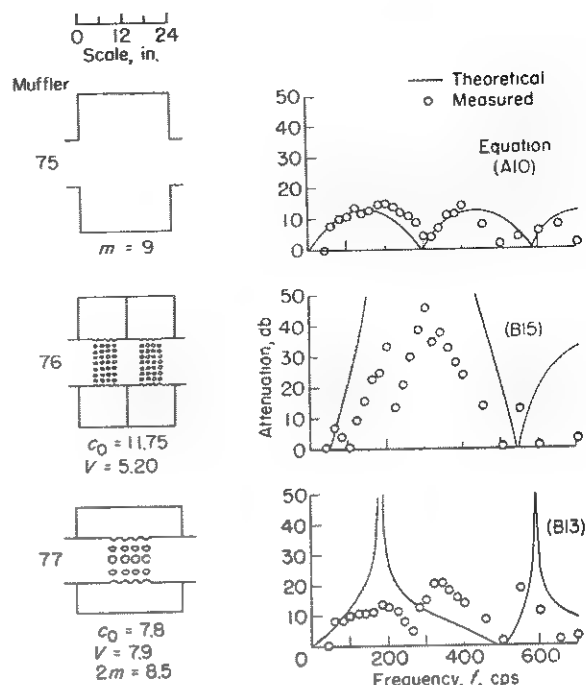 0 12 24
Scale, in.
Muffler
Theoretical
Measured
75
m = 9
50
40
30
20
10
0
Equation
(A10)
76
c₀ = 11.75
V = 5.20
Attenuation, db
50
40
30
20
10
0
(B15)
77
c₀ = 7.8
V = 7.9
2m = 8.5
50
40
30
20
10
0
(B13)
200 400 600
Frequency, f, cps